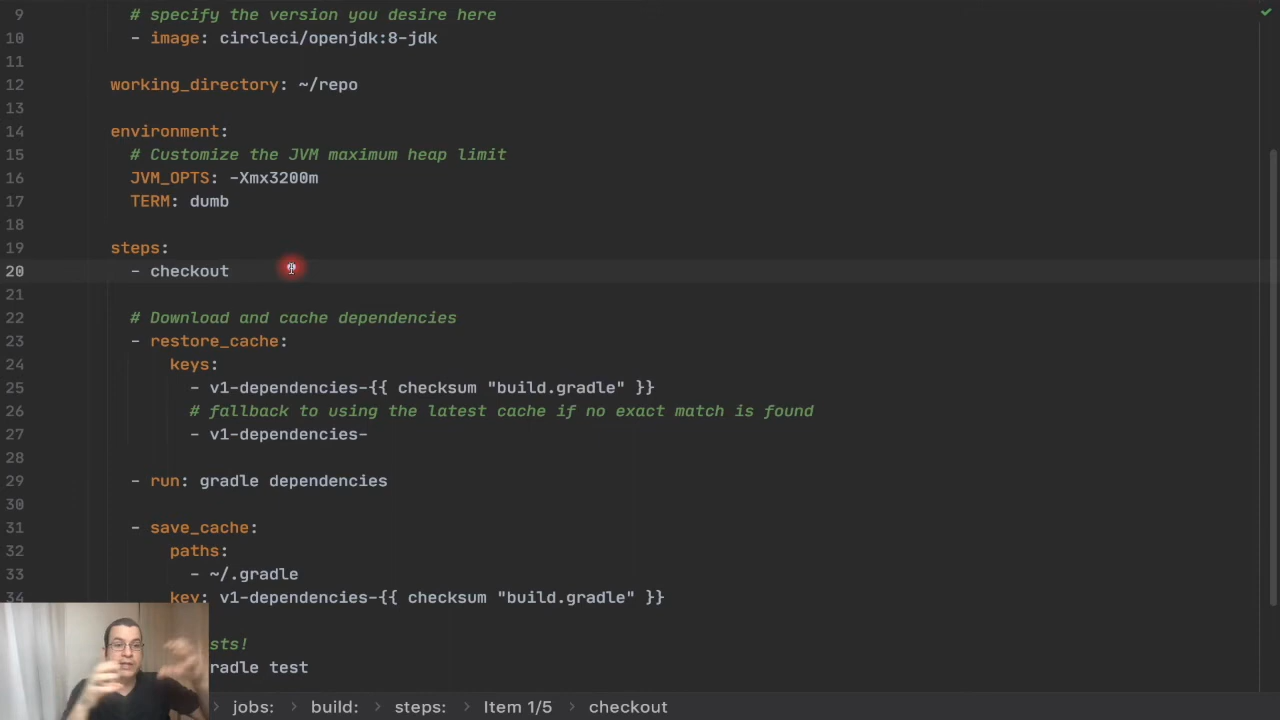 9 # specify the version you desire here
10 - image: circleci/openjdk:8-jdk
11
12 working_directory: ~/repo
13
14 environment:
15 # Customize the JVM maximum heap limit
16 JVM_OPTS: -Xmx3200m
17 TERM: dumb
18
19 steps:
20 - checkout
21
22 # Download and cache dependencies
23 - restore_cache:
24 keys:
25 - v1-dependencies-{{ checksum "build.gradle" }}
26 # fallback to using the latest cache if no exact match is found
27 - v1-dependencies-
28
29 - run: gradle dependencies
30
31 - save_cache:
32 paths:
33 - ~/.gradle
34 key: v1-dependencies-{{ checksum "build.gradle" }}
sts!
radle test
jobs: > build: > steps: > Item 1/5 > checkout